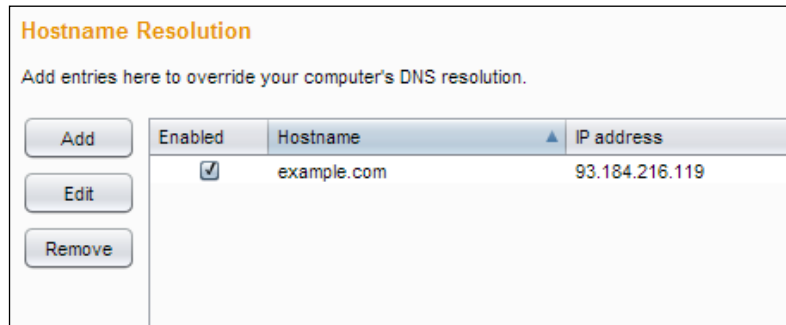 Hostname Resolution
Add entries here to override your computer's DNS resolution.
Add
Edit
Remove
Enabled Hostname IP address
example.com 93.184.216.119